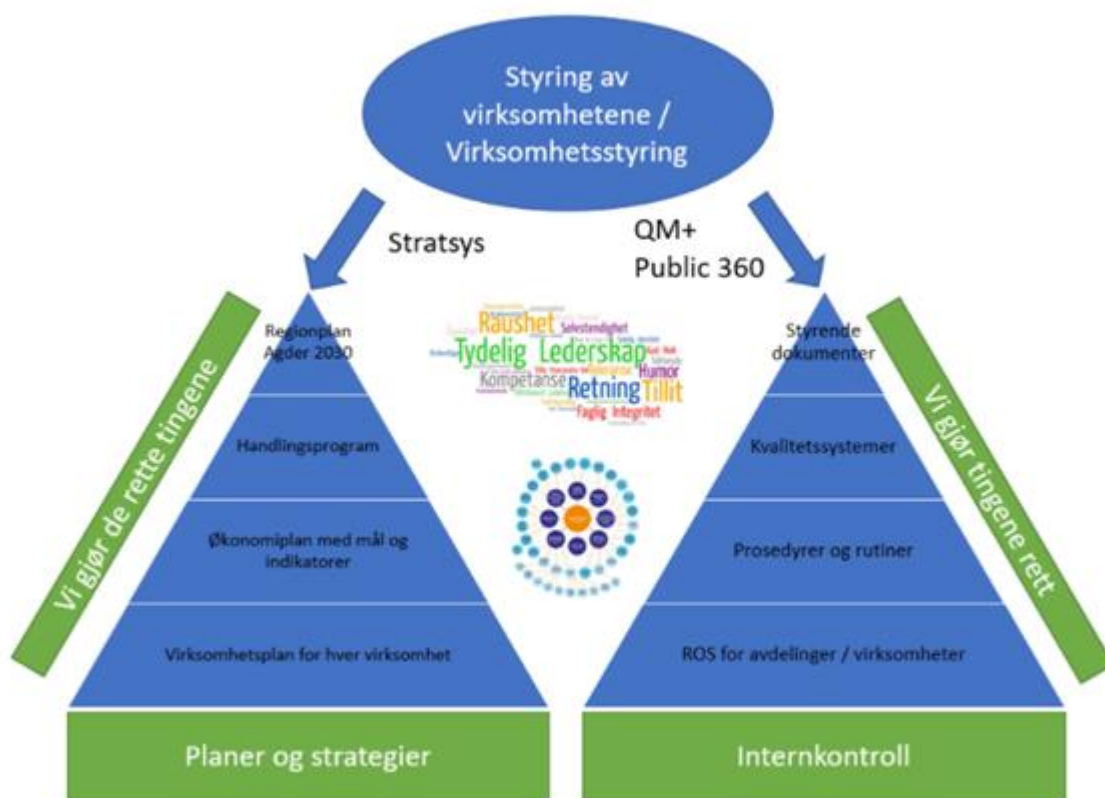 Styring av
virksomhetene /
Virksomhetsstyring
Stratsys
QM+
Public 360
Vi gjør de rette tingene
Regionplan
Agder 2030
Handlingsprogram
Økonomiplan med mål og
indikatorer
Virksomhetsplan for hver virksomhet
Planer og strategier
Raushet
Selvstendighet
Tydelig Lederskap
Kompetanse
Humor
Retning
Tillit
Faglig Integritet
Styrende
dokumenter
Kvalitetssystemer
Prosedyrer og rutiner
ROS for avdelinger / virksomheter
Vi gjør tingene rett
Internkontroll